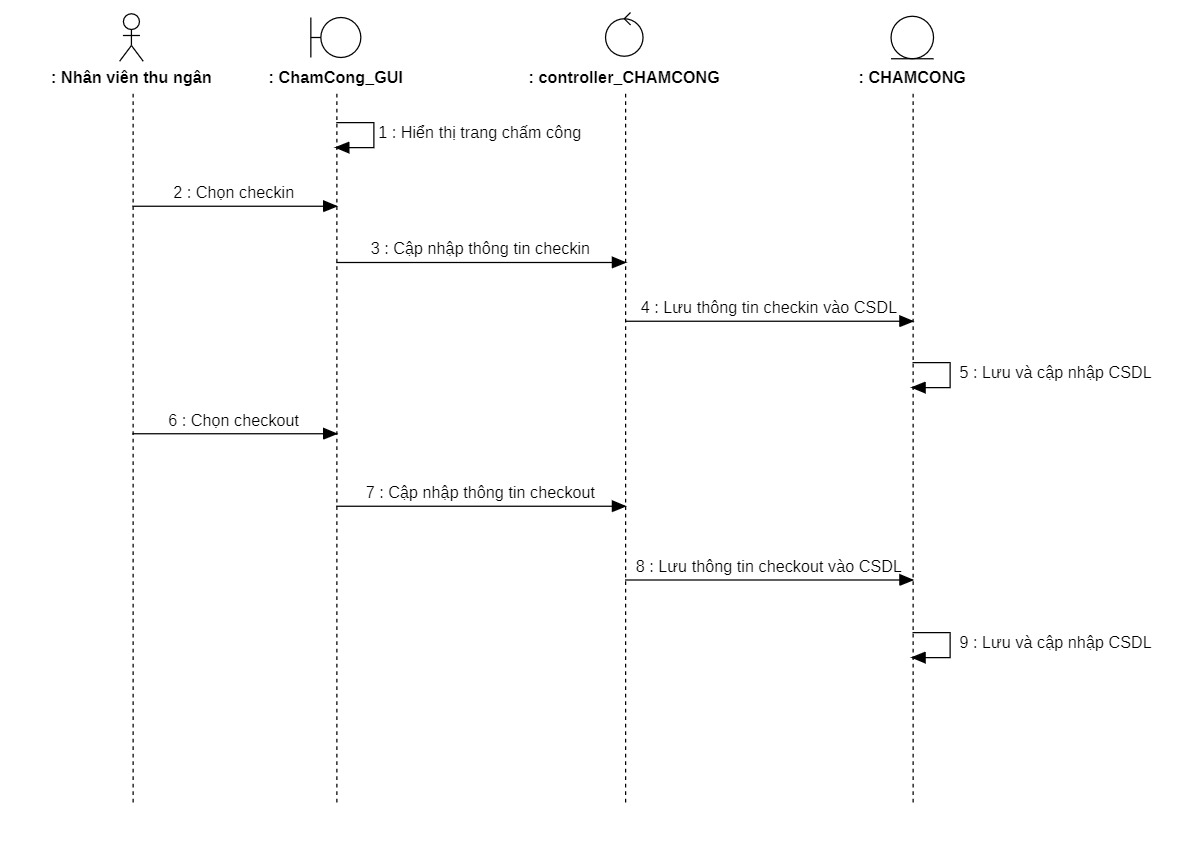 : Nhân viên thu ngân
: ChamCong_GUI
: controller_CHAMCONG
: CHAMCONG
1 : Hiển thị trang chấm công
2 : Chọn checkin
3 : Cập nhập thông tin checkin
4 : Lưu thông tin checkin vào CSDL
5 : Lưu và cập nhập CSDL
6 : Chọn checkout
7 : Cập nhập thông tin checkout
8 : Lưu thông tin checkout vào CSDL
9 : Lưu và cập nhập CSDL